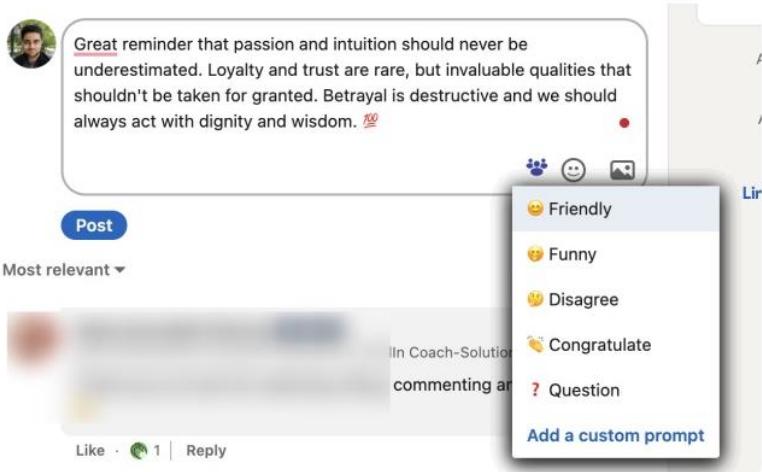 Great reminder that passion and intuition should never be
underestimated. Loyalty and trust are rare, but invaluable qualities that
shouldn't be taken for granted. Betrayal is destructive and we should
always act with dignity and wisdom. 💯
Post
Most relevant
😊 Friendly
🤭 Funny
🤔 Disagree
👏 Congratulate
❓ Question
Add a custom prompt
Coach-Solutio
commenting
Like · 1 | Reply